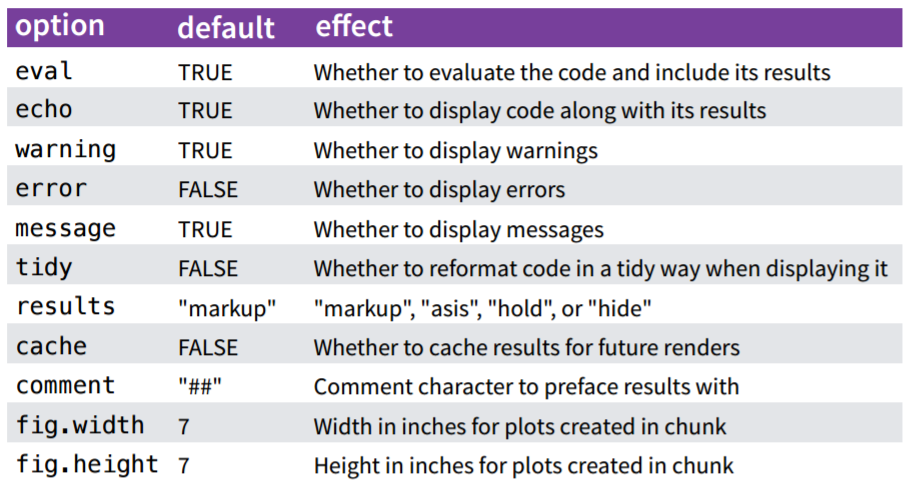 option default effect
eval TRUE Whether to evaluate the code and include its results
echo TRUE Whether to display code along with its results
warning TRUE Whether to display warnings
error FALSE Whether to display errors
message TRUE Whether to display messages
tidy FALSE Whether to reformat code in a tidy way when displaying it
results "markup" "markup", "asis", "hold", or "hide"
cache FALSE Whether to cache results for future renders
comment "##" Comment character to preface results with
fig.width 7 Width in inches for plots created in chunk
fig.height 7 Height in inches for plots created in chunk